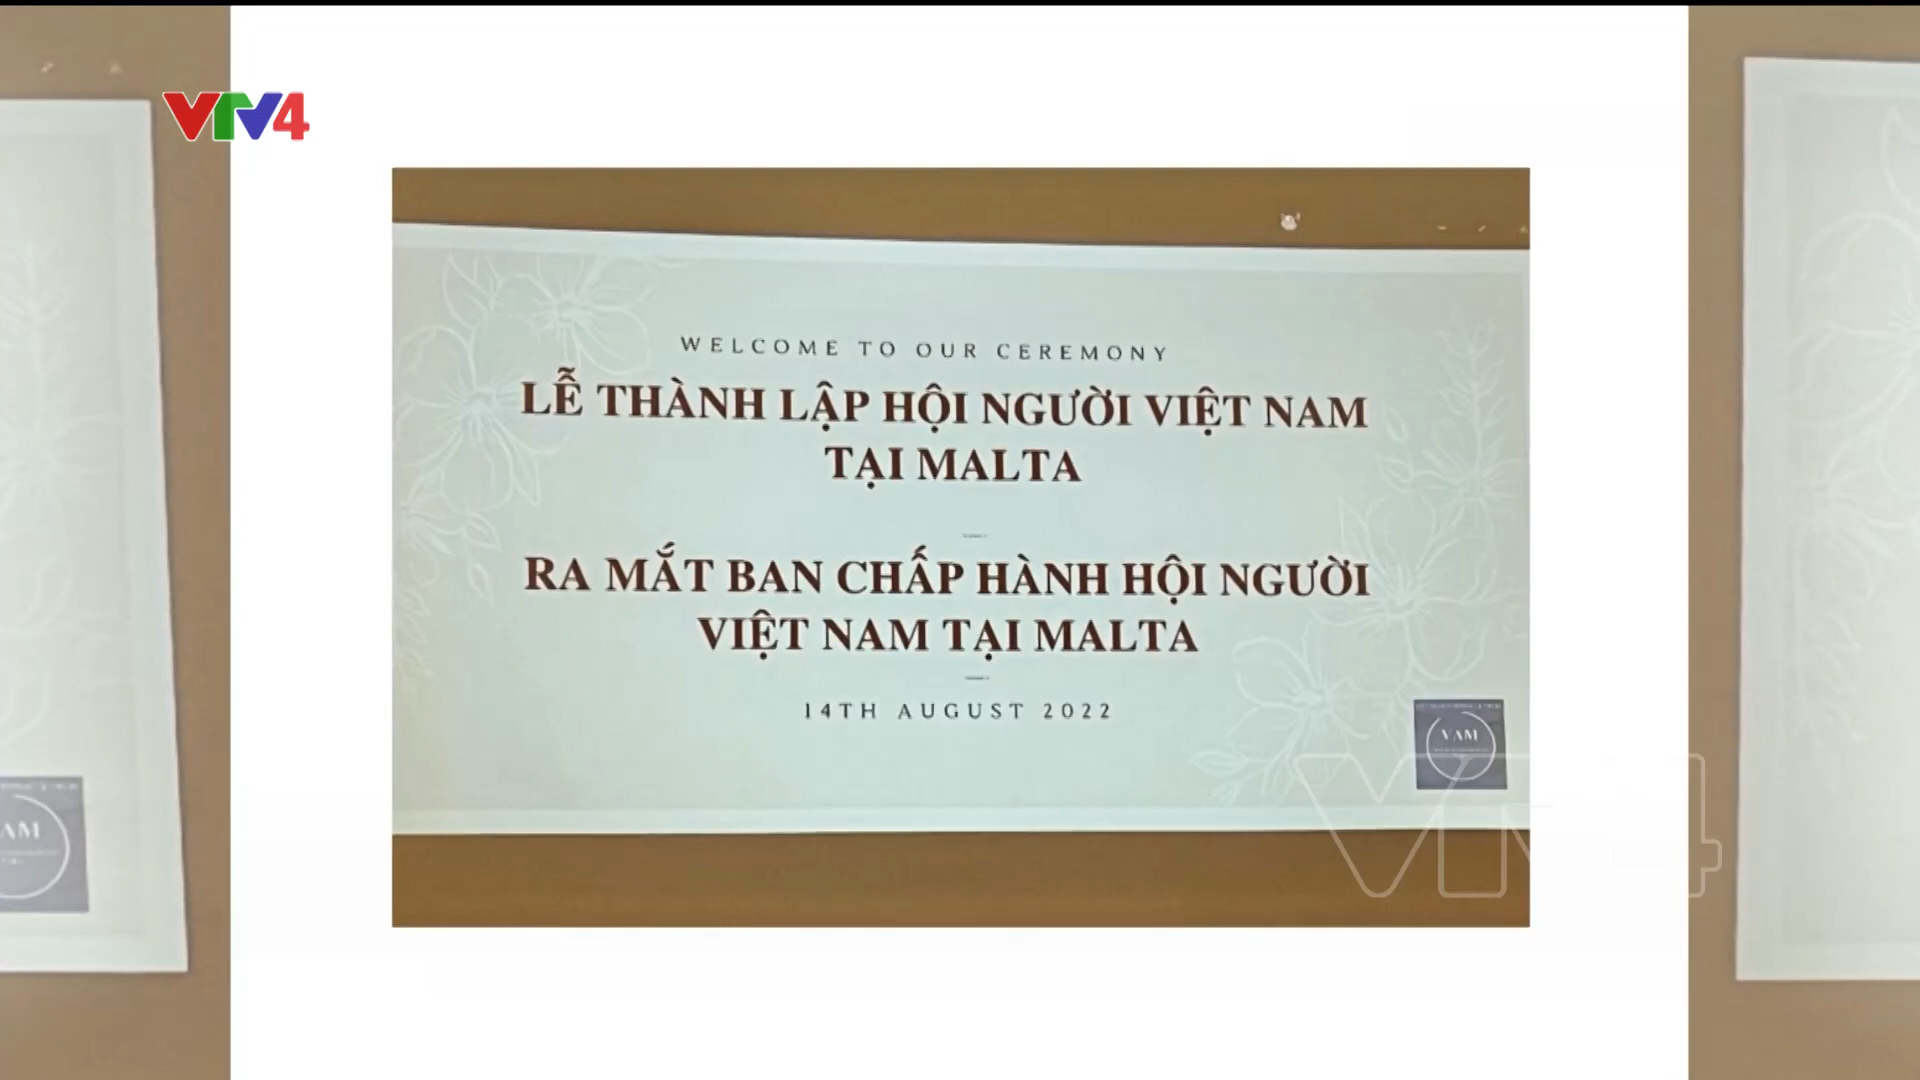 VTV4
WELCOME TO OUR CEREMONY
LỄ THÀNH LẬP HỘI NGƯỜI VIỆT NAM
TẠI MALTA
RA MẮT BAN CHẤP HÀNH HỘI NGƯỜI
VIỆT NAM TẠI MALTA
14TH AUGUST 2022
VAM
AM